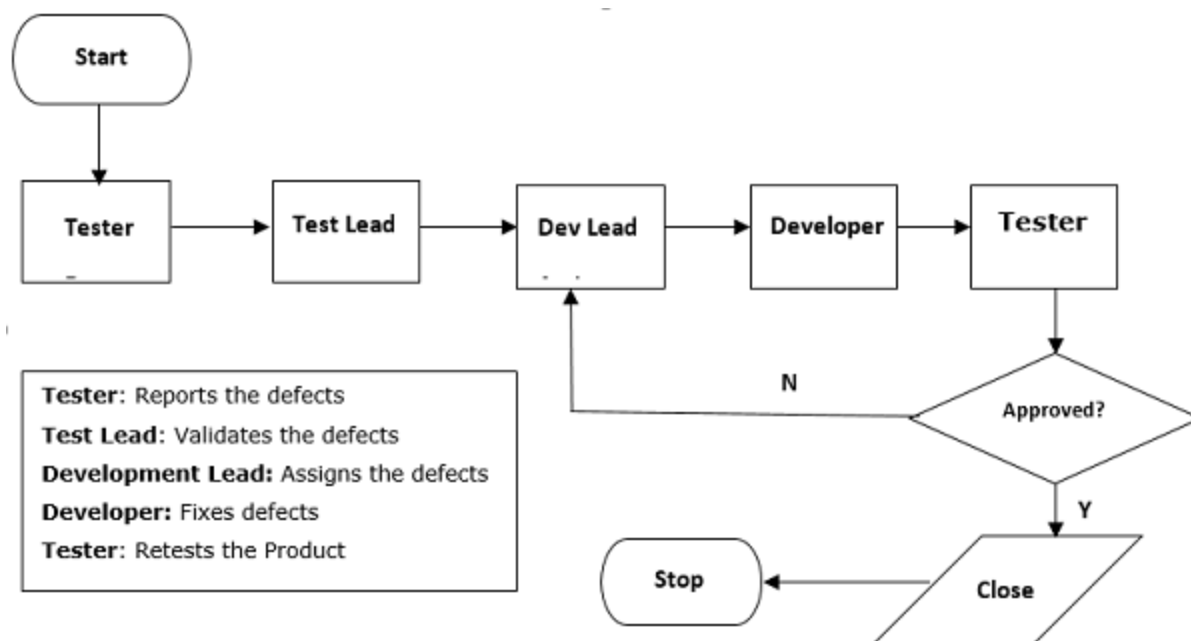 Start
Tester
Test Lead
Dev Lead
Developer
Tester
N
Approved?
Tester: Reports the defects
Test Lead: Validates the defects
Development Lead: Assigns the defects
Developer: Fixes defects
Tester: Retests the Product
Y
Stop
Close